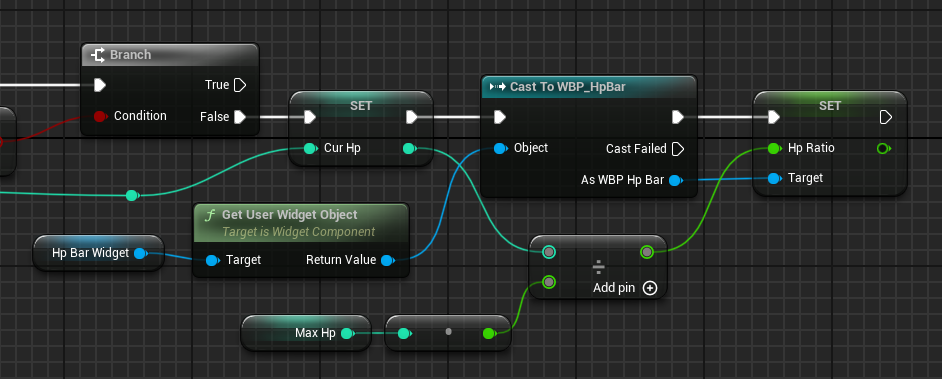 Branch
True
Condition
False
SET
Cur Hp
Cast To WBP_HpBar
Object
Cast Failed
As WBP Hp Bar
SET
Hp Ratio
Target
f Get User Widget Object
Target is Widget Component
Target
Return Value
Hp Bar Widget
÷
Add pin
Max Hp